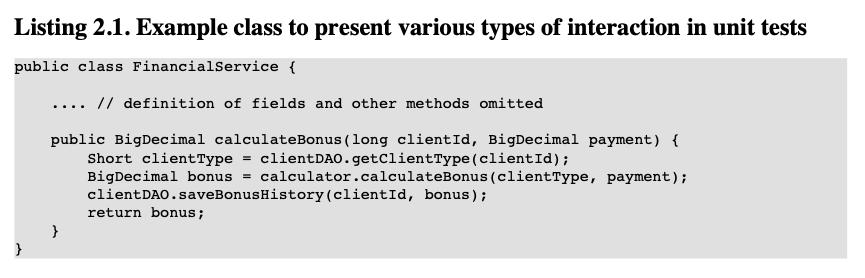 Listing 2.1. Example class to present various types of interaction in unit tests
public class FinancialService {
.... // definition of fields and other methods omitted
public BigDecimal calculateBonus(long clientId, BigDecimal payment) {
Short clientType = clientDAO.getClientType(clientId);
BigDecimal bonus = calculator.calculateBonus(clientType, payment);
clientDAO.saveBonusHistory(clientId, bonus);
return bonus;
}
}